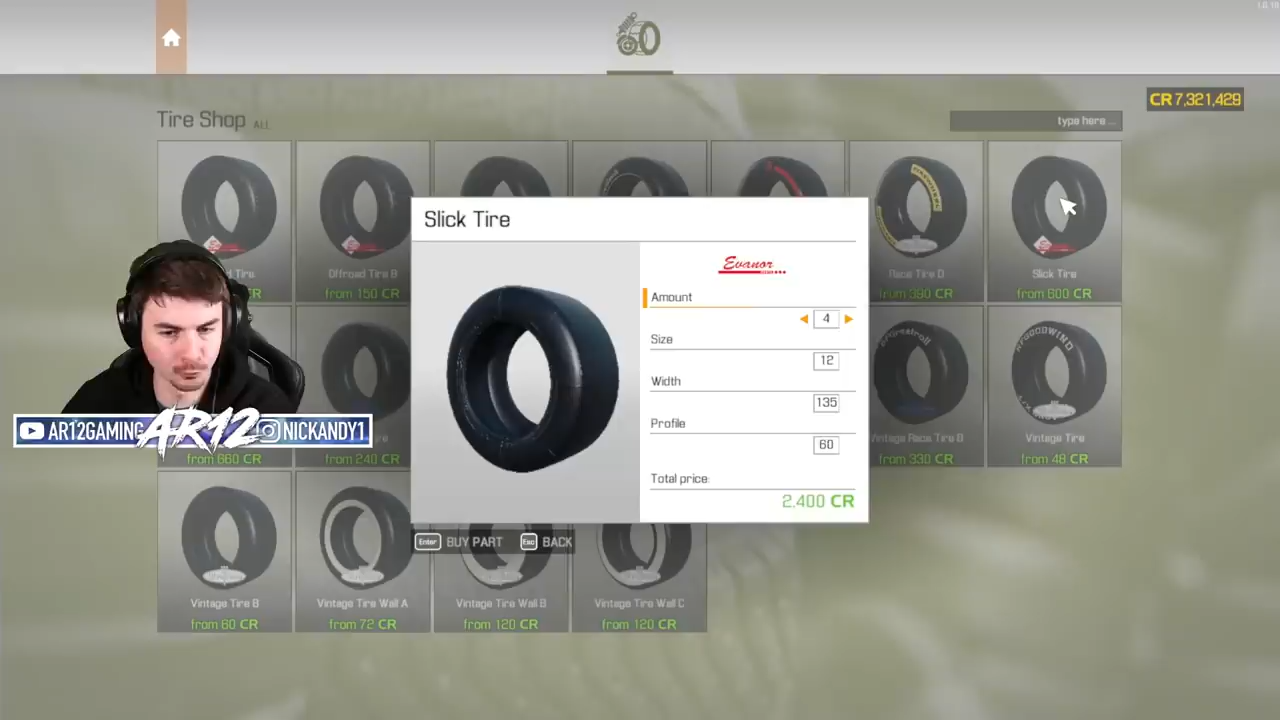 1.0.10
CR 7,321,429
Tire Shop ALL
type here ...
Offroad Tire B
from 150 CR
Race Tire D
from 390 CR
Slick Tire
from 600 CR
Slick Tire
Evanor
Amount
4
Size
12
Width
135
Profile
60
Total price:
2.400 CR
Enter BUY PART Esc BACK
AR12GAMING AR12 NICKANDY1
from 660 CR
from 240 CR
Vintage Race Tire B
from 330 CR
AFGOODWIND
Vintage Tire
from 48 CR
Vintage Tire B
from 60 CR
Vintage Tire Wall A
from 72 CR
Vintage Tire Wall B
from 120 CR
Vintage Tire Wall C
from 120 CR